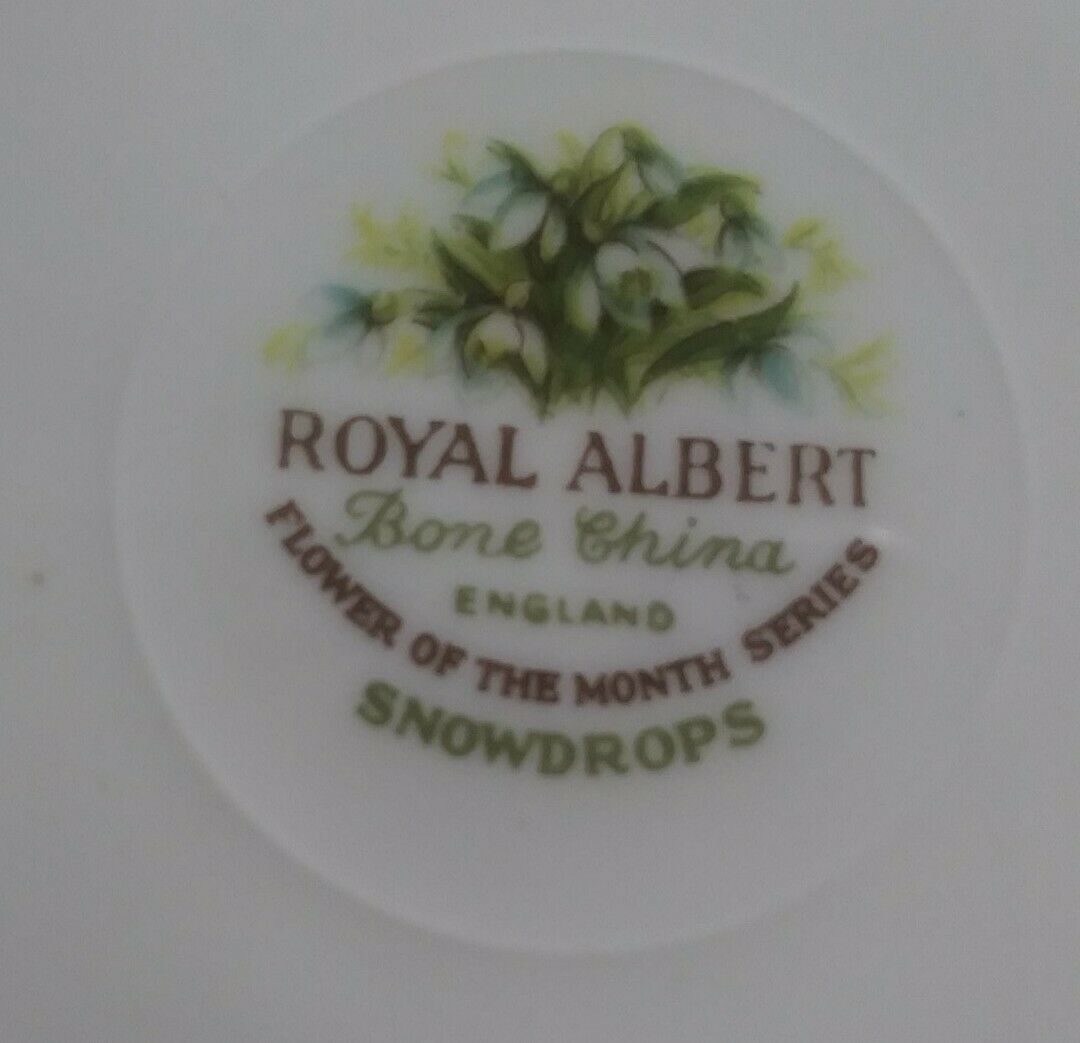 ROYAL ALBERT
Bone China
ENGLAND
FLOWER OF THE MONTH SERIES
SNOWDROPS